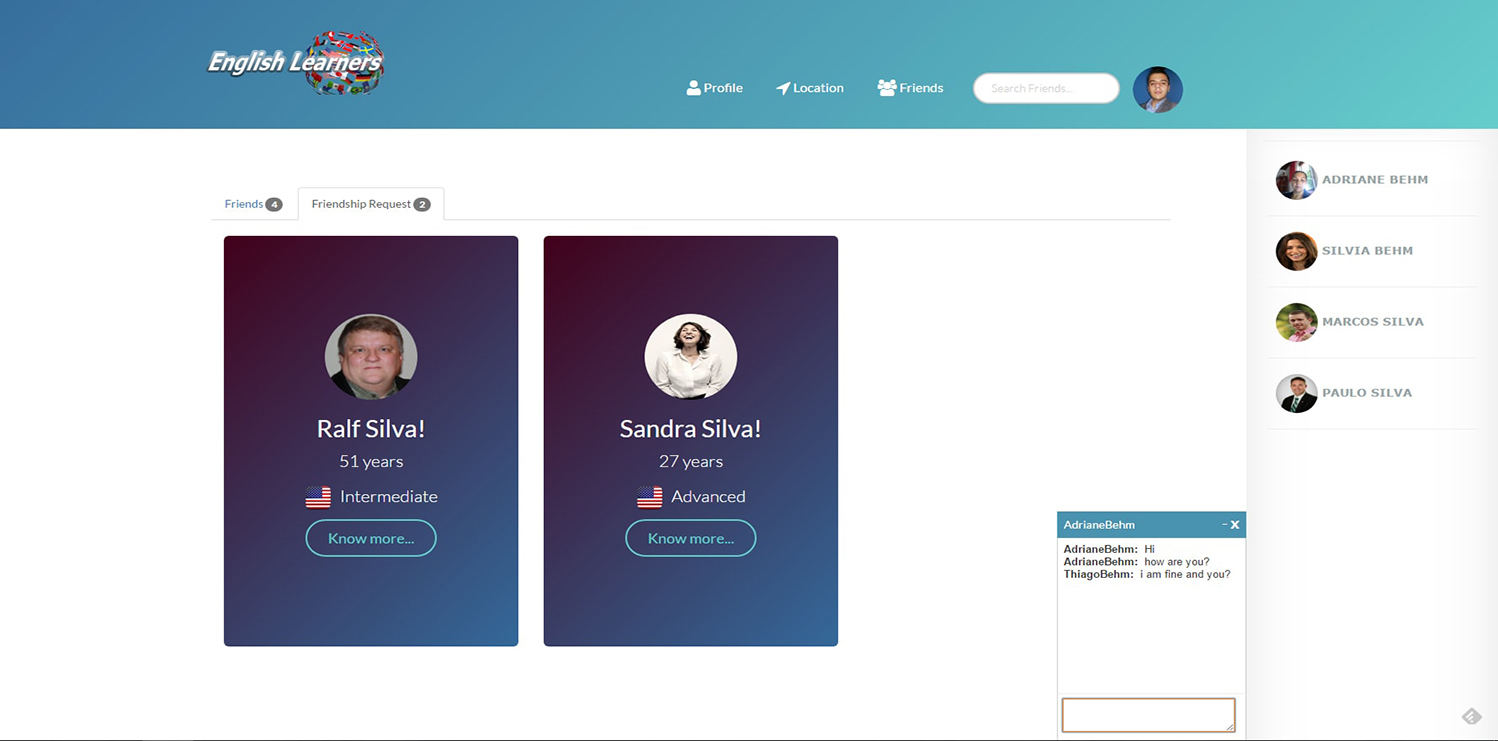 English Learners
Profile Location Friends Search Friends...
Friends 4 Friendship Request 2
Ralf Silva!
51 years
Intermediate
Know more...
Sandra Silva!
27 years
Advanced
Know more...
ADRIANE BEHM
SILVIA BEHM
MARCOS SILVA
PAULO SILVA
AdrianeBehm – X
AdrianeBehm: Hi
AdrianeBehm: how are you?
ThiagoBehm: i am fine and you?